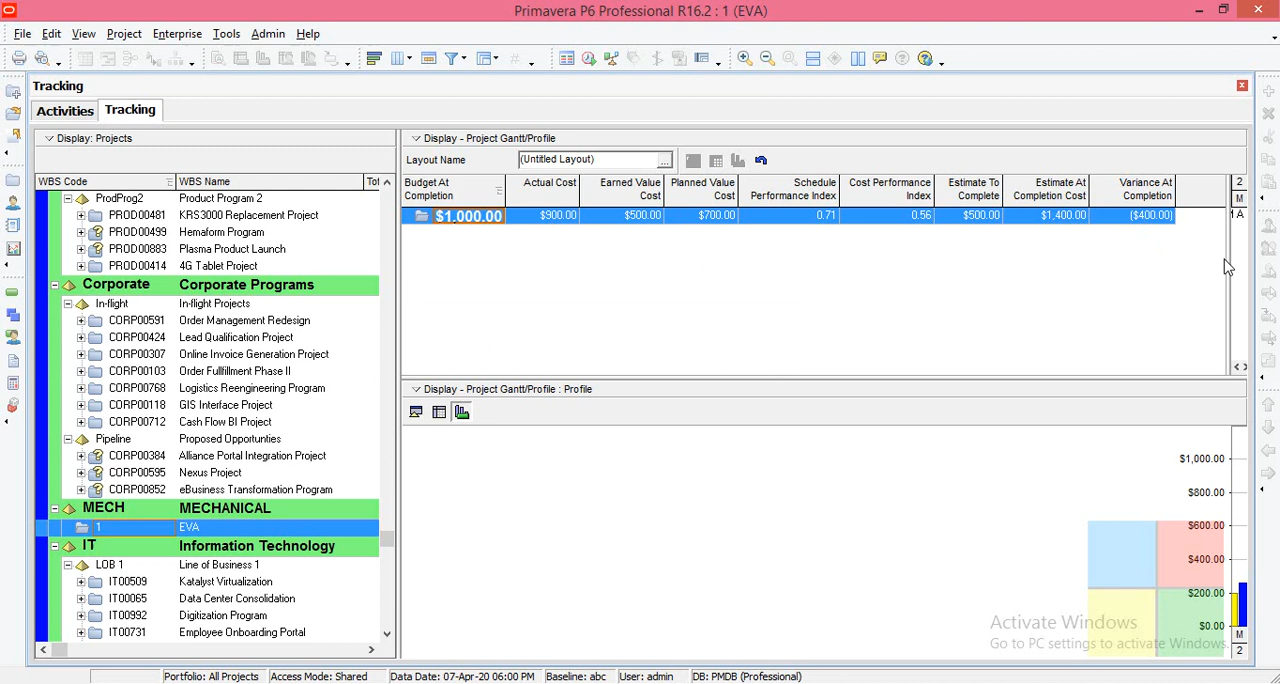 Primavera P6 Professional R16.2 : 1 (EVA)
File Edit View Project Enterprise Tools Admin Help
Tracking
Activities Tracking
Display: Projects
WBS Code WBS Name Tot
ProdProg2 Product Program 2
PROD00481 KRS3000 Replacement Project
PROD00499 Hemaform Program
PROD00883 Plasma Product Launch
PROD00414 4G Tablet Project
Corporate Corporate Programs
In-flight In-flight Projects
CORP00591 Order Management Redesign
CORP00424 Lead Qualification Project
CORP00307 Online Invoice Generation Project
CORP00103 Order Fullfillment Phase II
CORP00768 Logistics Reengineering Program
CORP00118 GIS Interface Project
CORP00712 Cash Flow BI Project
Pipeline Proposed Opportunties
CORP00384 Alliance Portal Integration Project
CORP00595 Nexus Project
CORP00852 eBusiness Transformation Program
MECH MECHANICAL
1 EVA
IT Information Technology
LOB 1 Line of Business 1
IT00509 Katalyst Virtualization
IT00065 Data Center Consolidation
IT00992 Digitization Program
IT00731 Employee Onboarding Portal
Display - Project Gantt/Profile
Layout Name (Untitled Layout) ...
Budget At Completion Actual Cost Earned Value Cost Planned Value Cost Schedule Performance Index Cost Performance Index Estimate To Complete Estimate At Completion Cost Variance At Completion 2
M
$1,000.00 $900.00 $500.00 $700.00 0.71 0.56 $500.00 $1,400.00 ($400.00) 1 A
Display - Project Gantt/Profile : Profile
$1,000.00
$800.00
$600.00
$400.00
$200.00
$0.00
M
2
Activate Windows
Go to PC settings to activate Windows.
Portfolio: All Projects Access Mode: Shared Data Date: 07-Apr-20 06:00 PM Baseline: abc User: admin DB: PMDB (Professional)